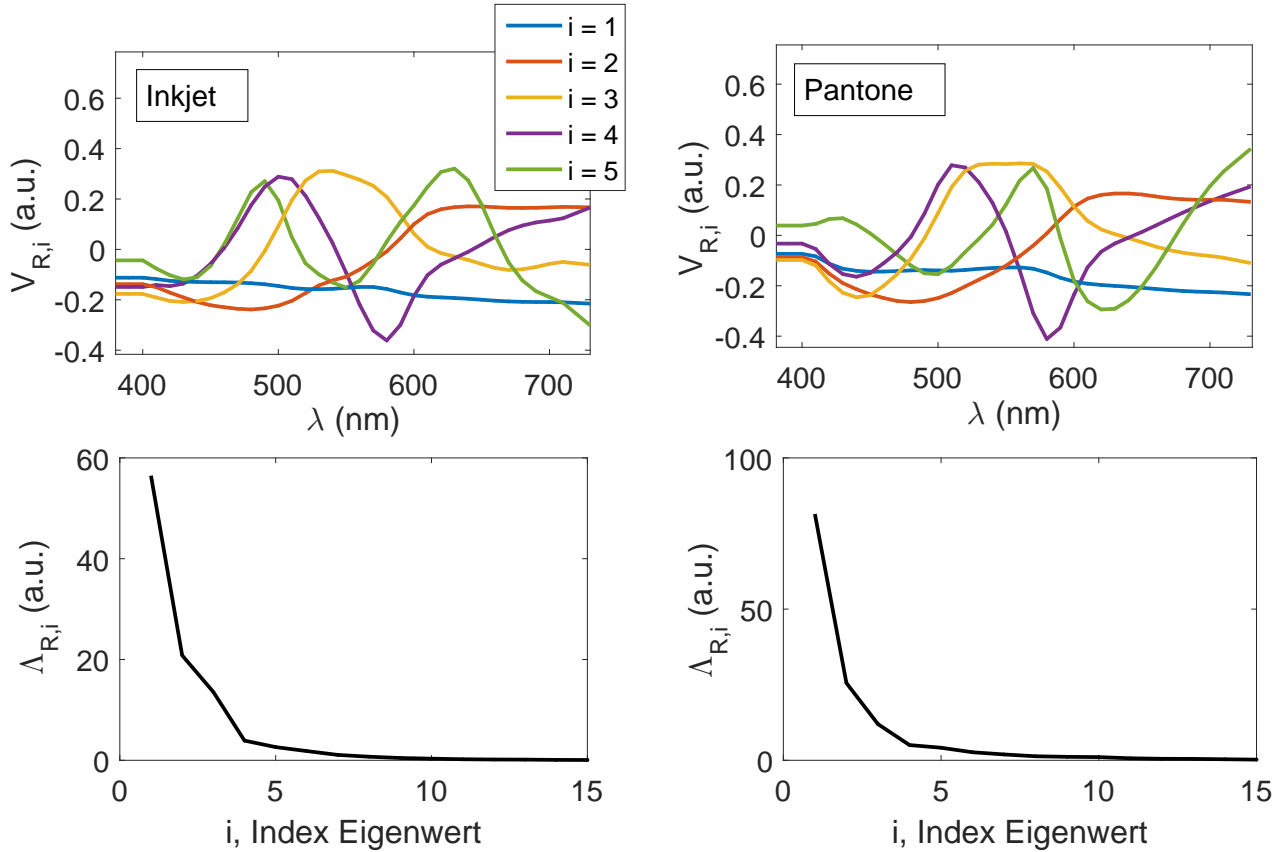 Inkjet
i = 1
i = 2
i = 3
i = 4
i = 5
0.6
0.4
0.2
0
-0.2
-0.4
V_R,i (a.u.)
400 500 600 700
λ (nm)
Pantone
0.6
0.4
0.2
0
-0.2
-0.4
V_R,i (a.u.)
400 500 600 700
λ (nm)
60
40
20
0
Λ_R,i (a.u.)
0 5 10 15
i, Index Eigenwert
100
50
0
Λ_R,i (a.u.)
0 5 10 15
i, Index Eigenwert